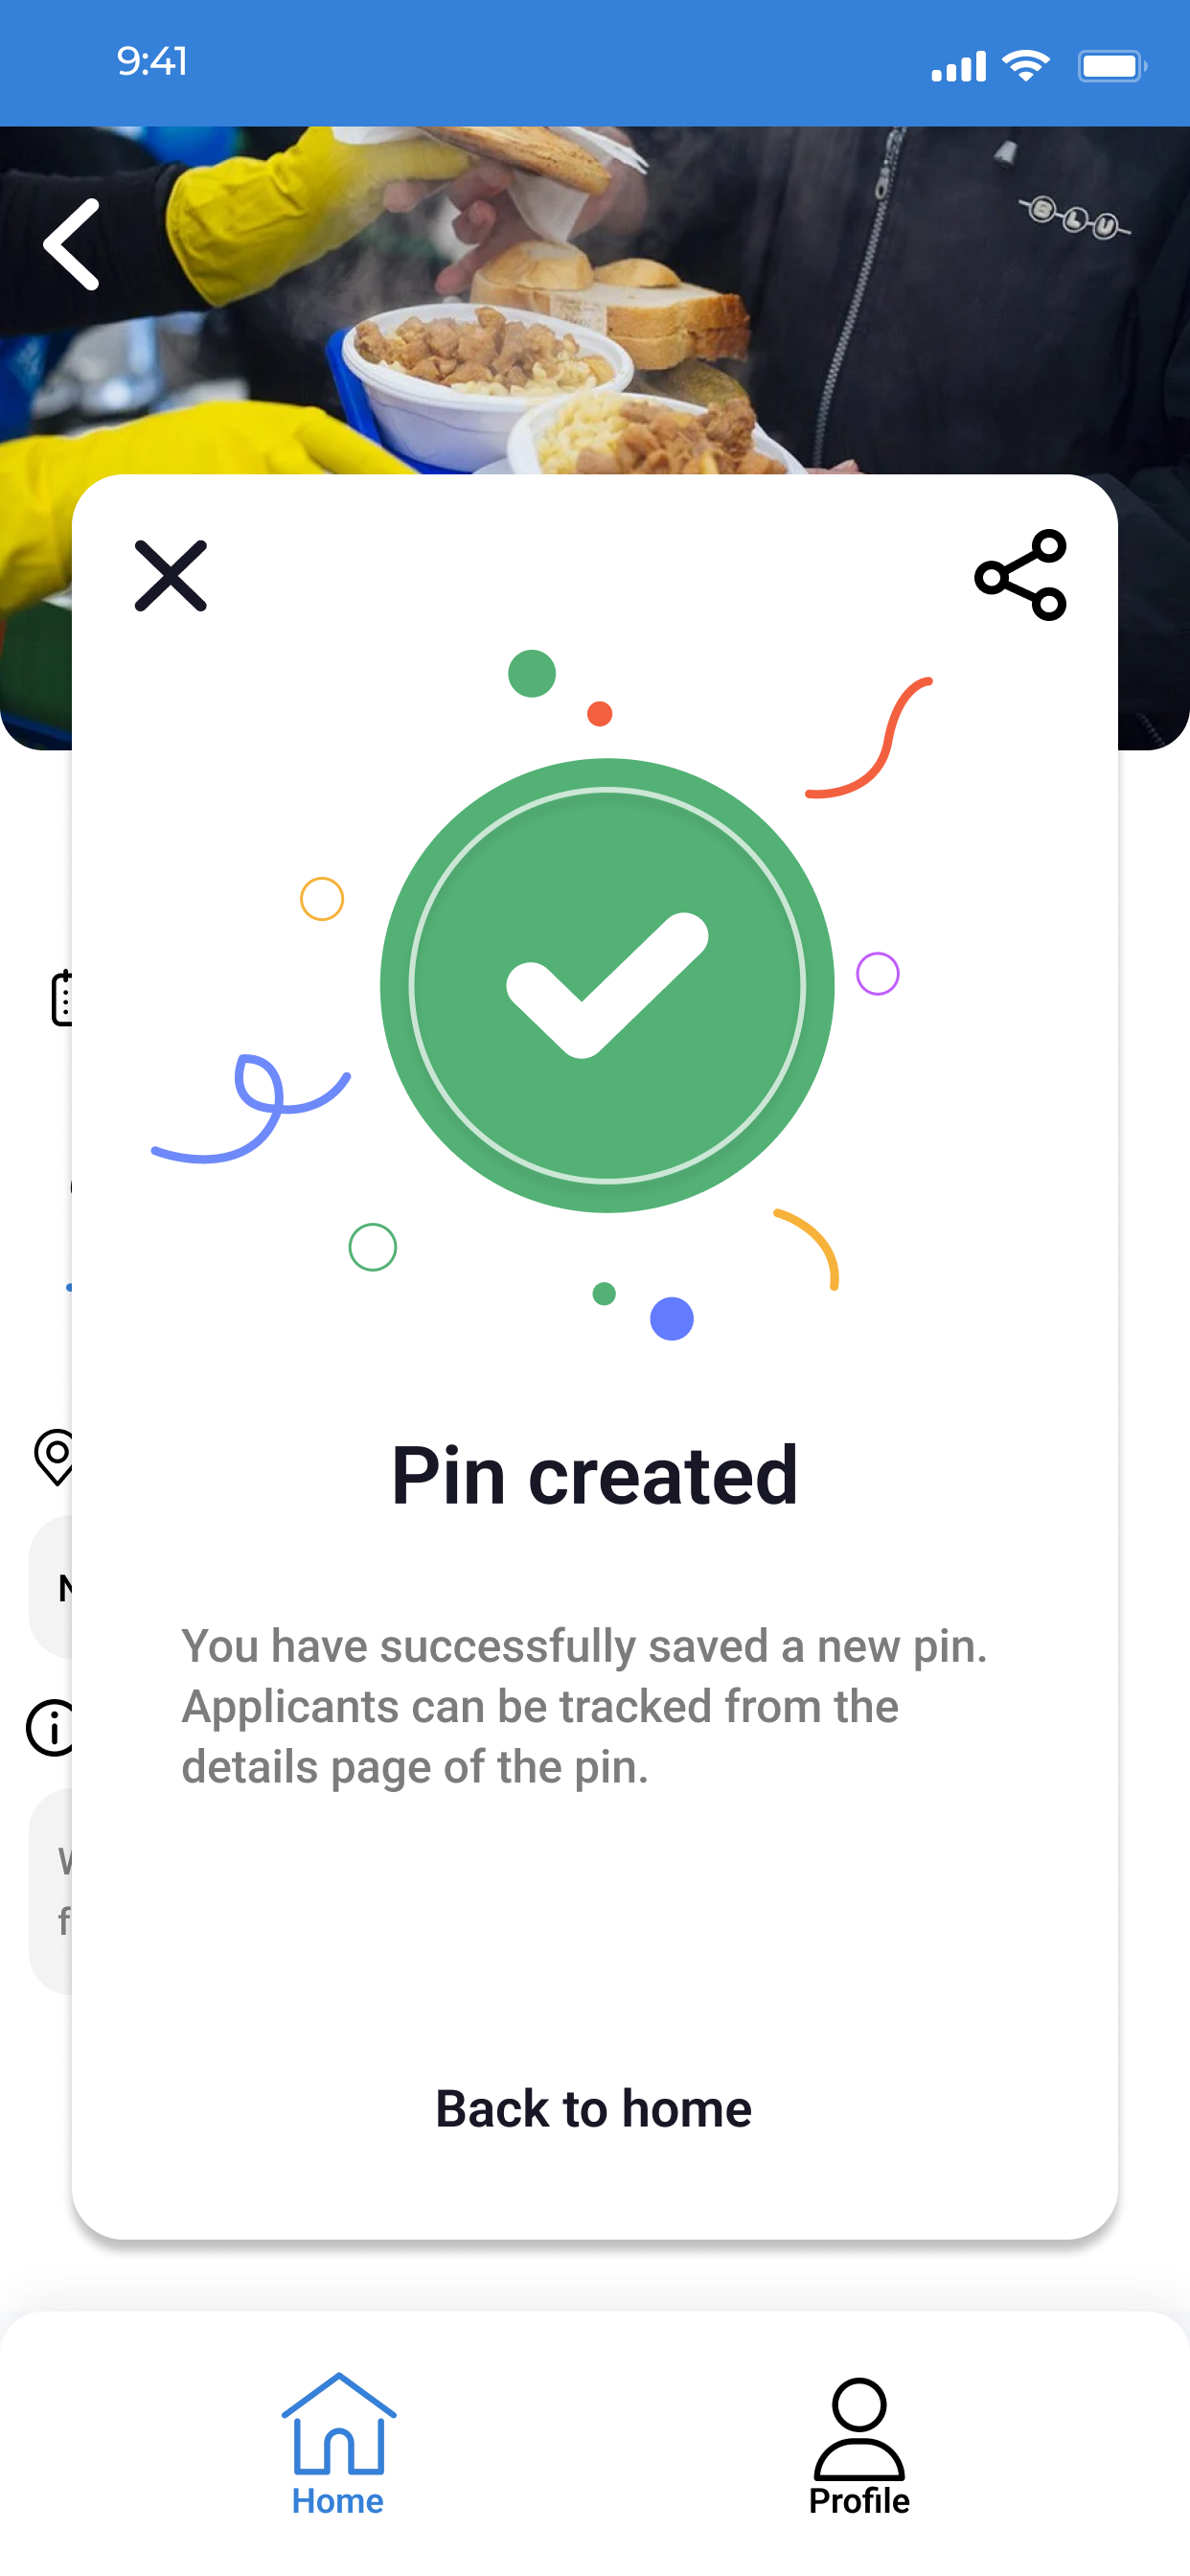 9:41
BLU
Pin created
You have successfully saved a new pin.
Applicants can be tracked from the
details page of the pin.
Back to home
Home
Profile